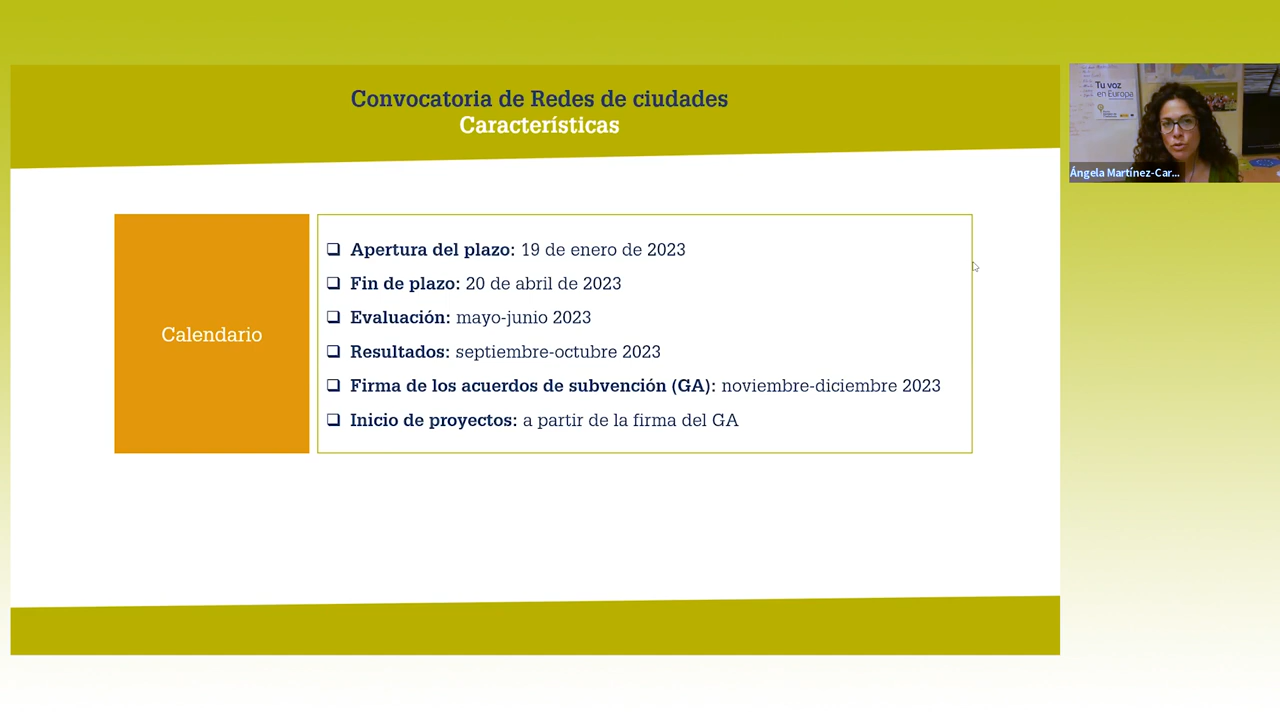 Convocatoria de Redes de ciudades
Características
Tu voz
en Europa
Ángela Martínez-Car...
Calendario
❑ Apertura del plazo: 19 de enero de 2023
❑ Fin de plazo: 20 de abril de 2023
❑ Evaluación: mayo-junio 2023
❑ Resultados: septiembre-octubre 2023
❑ Firma de los acuerdos de subvención (GA): noviembre-diciembre 2023
❑ Inicio de proyectos: a partir de la firma del GA